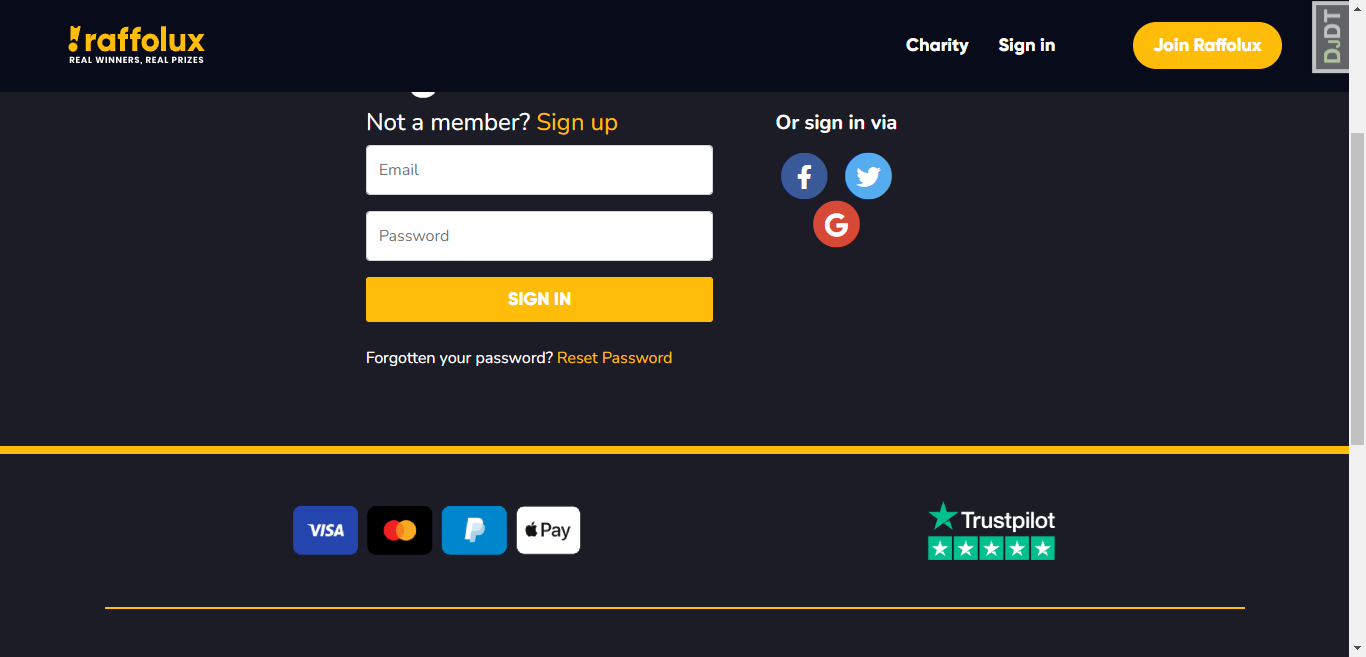 raffolux
REAL WINNERS, REAL PRIZES
Charity
Sign in
Join Raffolux
DJDT
Not a member? Sign up
Email
Password
SIGN IN
Forgotten your password? Reset Password
Or sign in via
f
G
VISA
P
Pay
Trustpilot